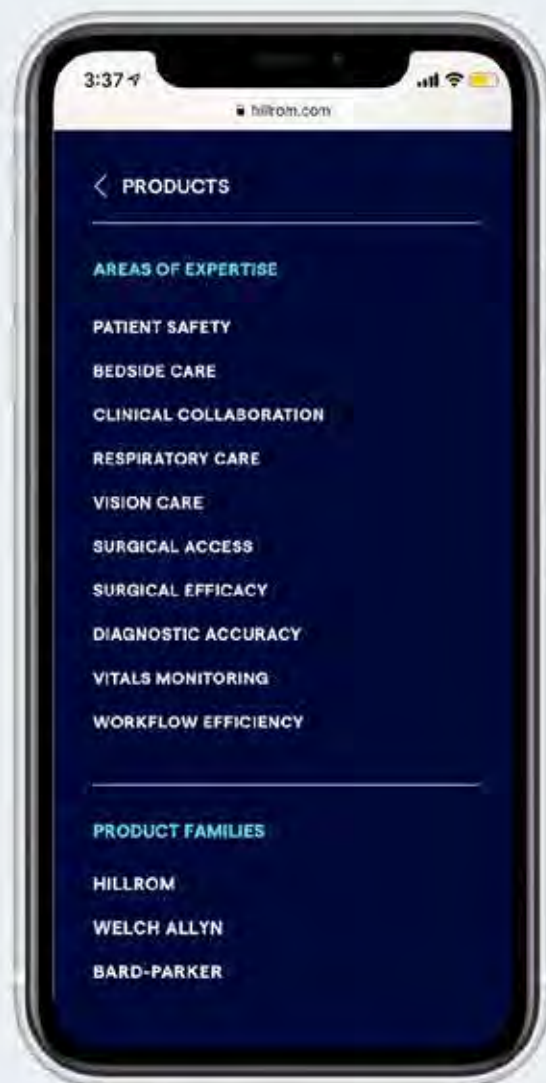 3:37
hillrom.com
PRODUCTS
AREAS OF EXPERTISE
PATIENT SAFETY
BEDSIDE CARE
CLINICAL COLLABORATION
RESPIRATORY CARE
VISION CARE
SURGICAL ACCESS
SURGICAL EFFICACY
DIAGNOSTIC ACCURACY
VITALS MONITORING
WORKFLOW EFFICIENCY
PRODUCT FAMILIES
HILLROM
WELCH ALLYN
BARD-PARKER